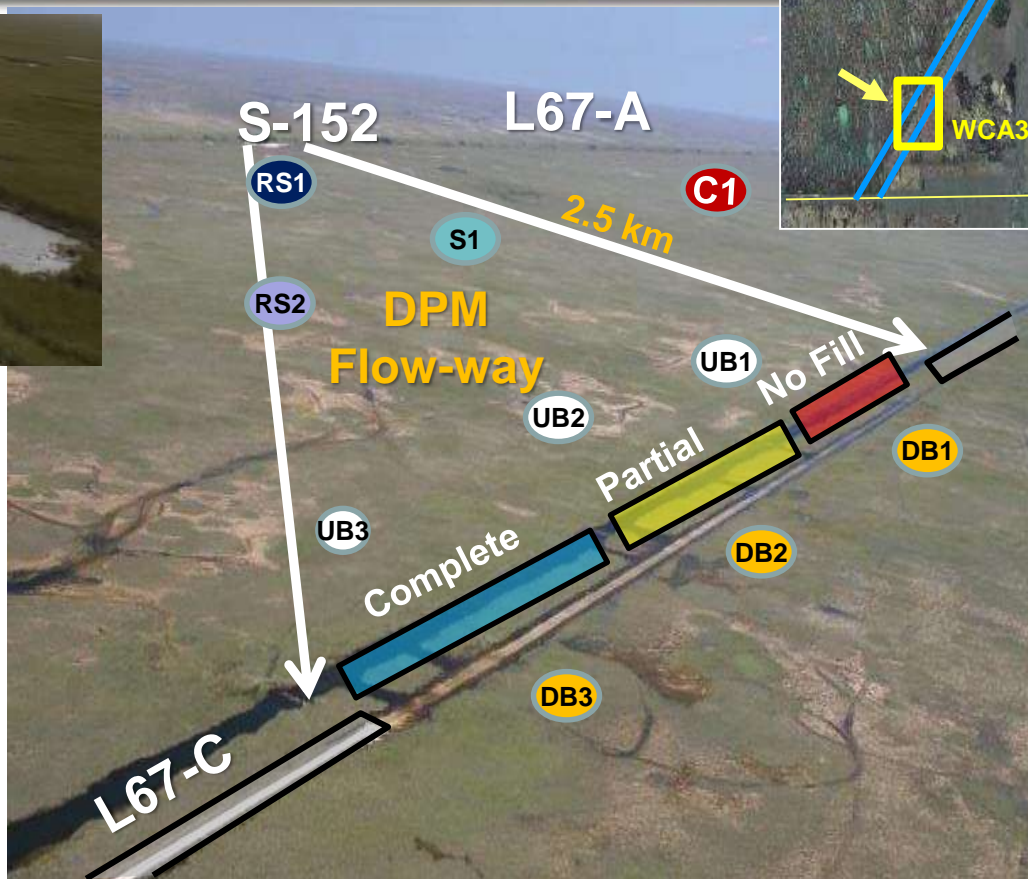 S-152
L67-A
WCA3
RS1
C1
2.5 km
S1
RS2
DPM
Flow-way
UB1
No Fill
UB2
DB1
Partial
UB3
DB2
Complete
DB3
L67-C